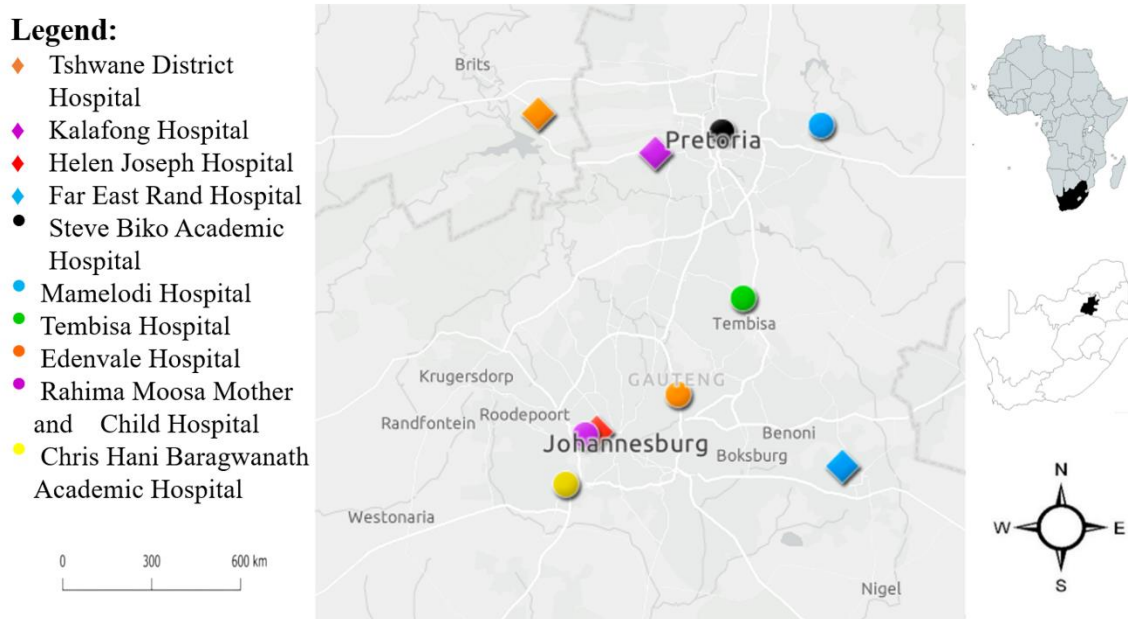 Legend:
Tshwane District
Hospital
Kalafong Hospital
Helen Joseph Hospital
Far East Rand Hospital
Steve Biko Academic
Hospital
Mamelodi Hospital
Tembisa Hospital
Edenvale Hospital
Rahima Moosa Mother
and Child Hospital
Chris Hani Baragwanath
Academic Hospital
0 300 600 km
Brits
Pretoria
Tembisa
GAUTENG
Krugersdorp
Randfontein
Roodepoort
Johannesburg
Benoni
Boksburg
Westonaria
Nigel
N
W
E
S